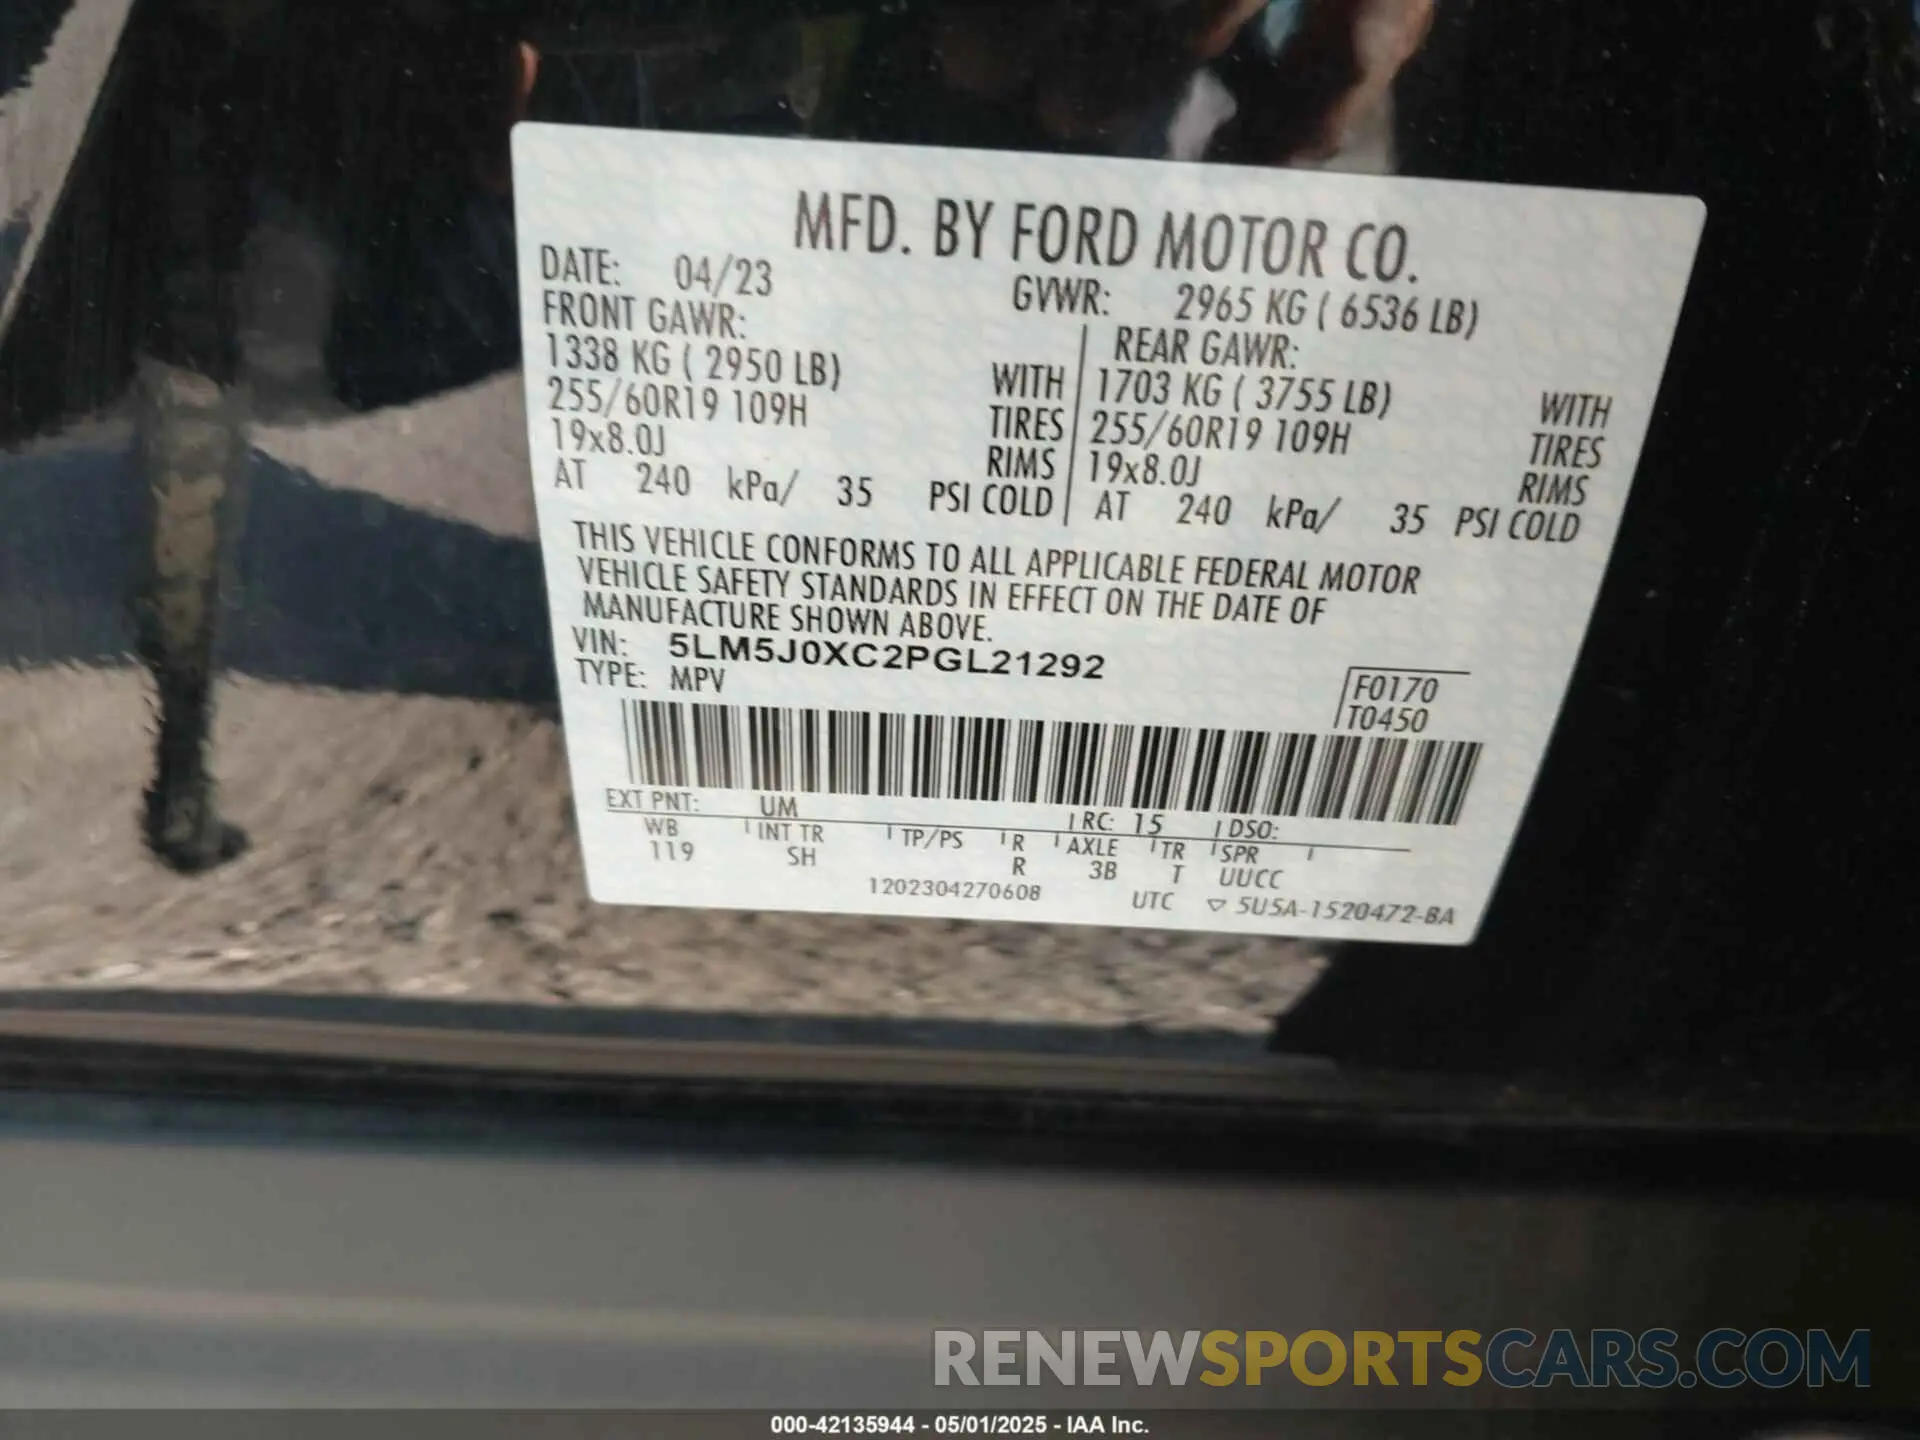 MFD. BY FORD MOTOR CO.
DATE: 04/23 GVWR: 2965 KG ( 6536 LB)
FRONT GAWR: REAR GAWR:
1338 KG ( 2950 LB) WITH 1703 KG ( 3755 LB) WITH
255/60R19 109H TIRES 255/60R19 109H TIRES
19x8.0J RIMS 19x8.0J RIMS
AT 240 kPa/ 35 PSI COLD AT 240 kPa/ 35 PSI COLD
THIS VEHICLE CONFORMS TO ALL APPLICABLE FEDERAL MOTOR
VEHICLE SAFETY STANDARDS IN EFFECT ON THE DATE OF
MANUFACTURE SHOWN ABOVE.
VIN: 5LM5J0XC2PGL21292
TYPE: MPV
F0170
T0450
EXT PNT: UM RC: 15 DSO:
WB INT TR TP/PS R AXLE TR SPR
119 SH R 3B T UUCC
1202304270608 UTC ▽ 5U5A-1520472-BA
RENEWSPORTSCARS.COM
000-42135944 - 05/01/2025 - IAA Inc.